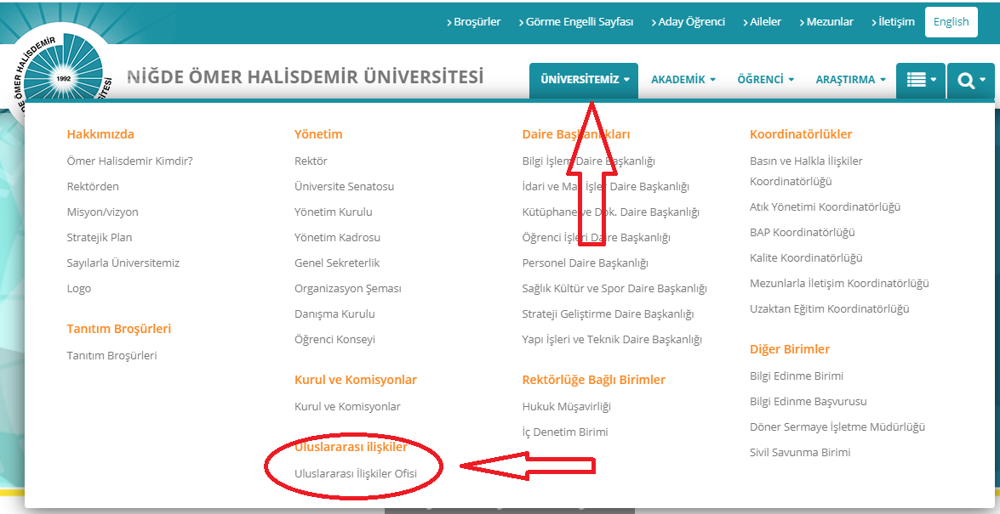 Broşürler
Görme Engelli Sayfası
Aday Öğrenci
Aileler
Mezunlar
İletişim
English
ÖMER HALİSDEMİR
1992
NİĞDE ÖMER HALİSDEMİR ÜNİVERSİTESİ
ÜNİVERSİTEMİZ
AKADEMİK
ÖĞRENCİ
ARAŞTIRMA
Hakkımızda
Ömer Halisdemir Kimdir?
Rektörden
Misyon/vizyon
Stratejik Plan
Sayılarla Üniversitemiz
Logo
Tanıtım Broşürleri
Tanıtım Broşürleri
Yönetim
Rektör
Üniversite Senatosu
Yönetim Kurulu
Yönetim Kadrosu
Genel Sekreterlik
Organizasyon Şeması
Danışma Kurulu
Öğrenci Konseyi
Kurul ve Komisyonlar
Kurul ve Komisyonlar
Uluslararası ilişkiler
Uluslararası İlişkiler Ofisi
Daire Başkanlıkları
Bilgi İşlem Daire Başkanlığı
İdari ve Mali İşler Daire Başkanlığı
Kütüphane ve Dok. Daire Başkanlığı
Öğrenci İşleri Daire Başkanlığı
Personel Daire Başkanlığı
Sağlık Kültür ve Spor Daire Başkanlığı
Strateji Geliştirme Daire Başkanlığı
Yapı İşleri ve Teknik Daire Başkanlığı
Rektörlüğe Bağlı Birimler
Hukuk Müşavirliği
İç Denetim Birimi
Koordinatörlükler
Basın ve Halkla İlişkiler
Koordinatörlüğü
Atık Yönetimi Koordinatörlüğü
BAP Koordinatörlüğü
Kalite Koordinatörlüğü
Mezunlarla İletişim Koordinatörlüğü
Uzaktan Eğitim Koordinatörlüğü
Diğer Birimler
Bilgi Edinme Birimi
Bilgi Edinme Başvurusu
Döner Sermaye İşletme Müdürlüğü
Sivil Savunma Birimi